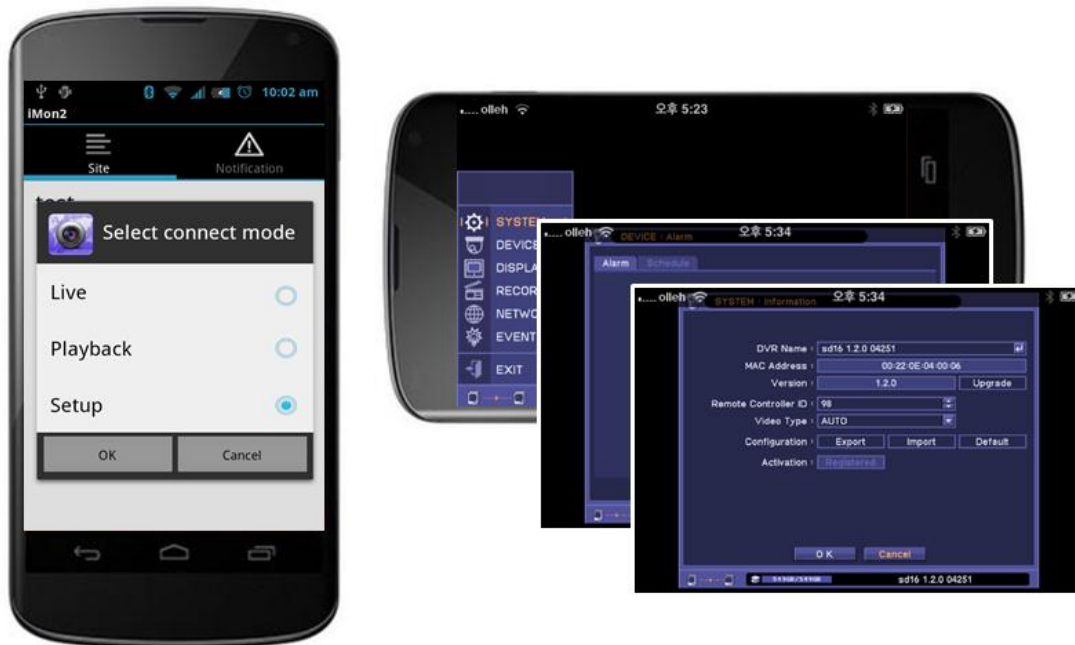 10:02 am
iMon2
Site
Notification
test
Select connect mode
Live
Playback
Setup
OK
Cancel
olleh
오후 5:23
SYSTEM
DEVICE
DISPLA
RECOR
NETWO
EVENT
EXIT
olleh
DEVICE : Alarm
오후 5:34
Alarm
Schedule
olleh
SYSTEM : Information
오후 5:34
DVR Name : sd16 1.2.0 04251
MAC Address : 00-22-0E-04-00-06
Version : 1.2.0 Upgrade
Remote Controller ID : 98
Video Type : AUTO
Configuration : Export Import Default
Activation : Registered
OK Cancel
sd16 1.2.0 04251